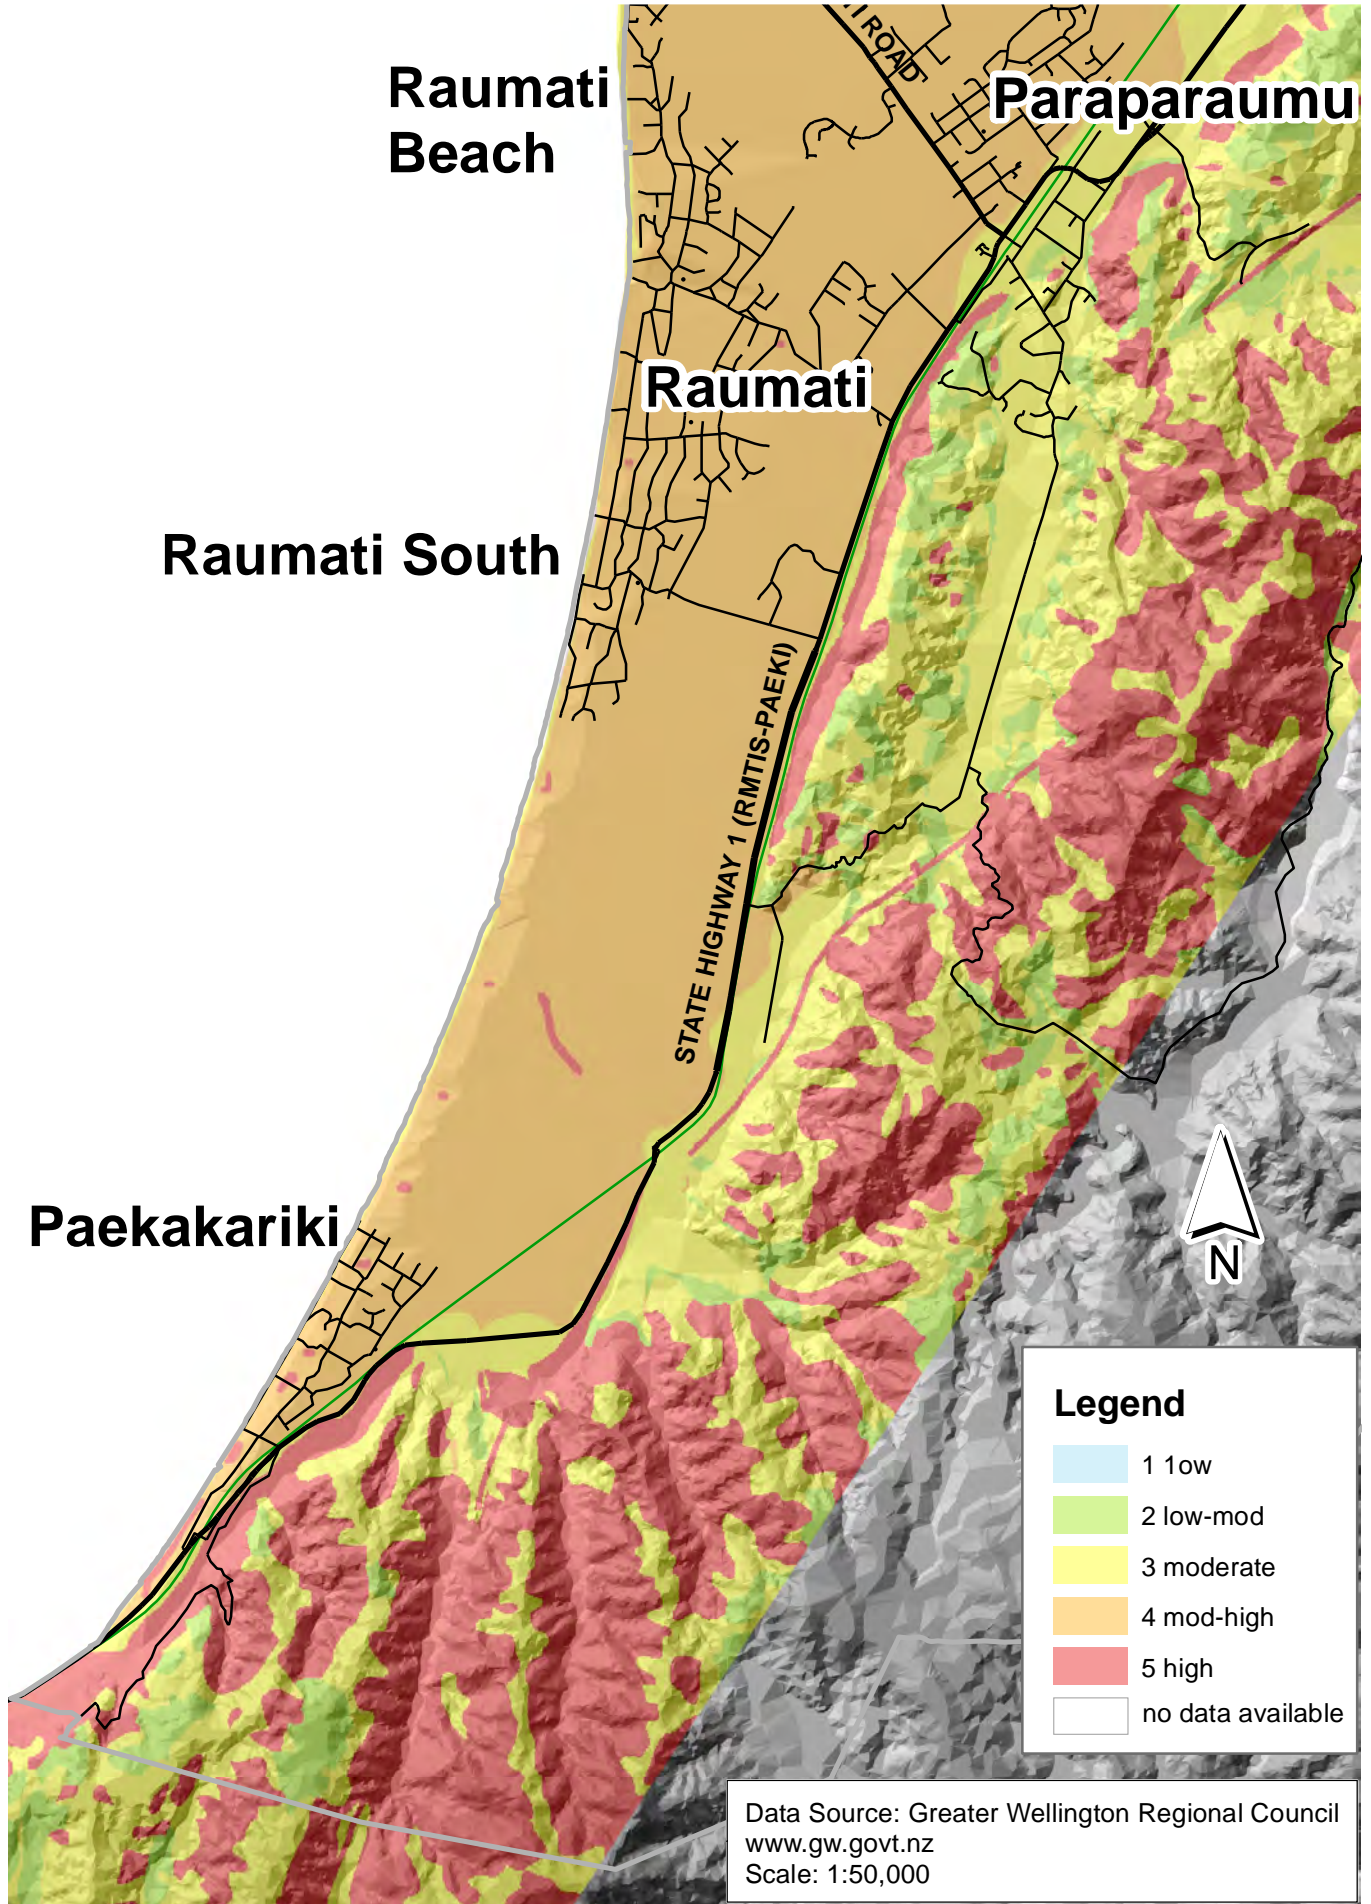 ROAD
Raumati
Beach
Paraparaumu
Raumati
Raumati South
STATE HIGHWAY 1 (RMTIS-PAEKI)
Paekakariki
N
Legend
1 1ow
2 low-mod
3 moderate
4 mod-high
5 high
no data available
Data Source: Greater Wellington Regional Council
www.gw.govt.nz
Scale: 1:50,000